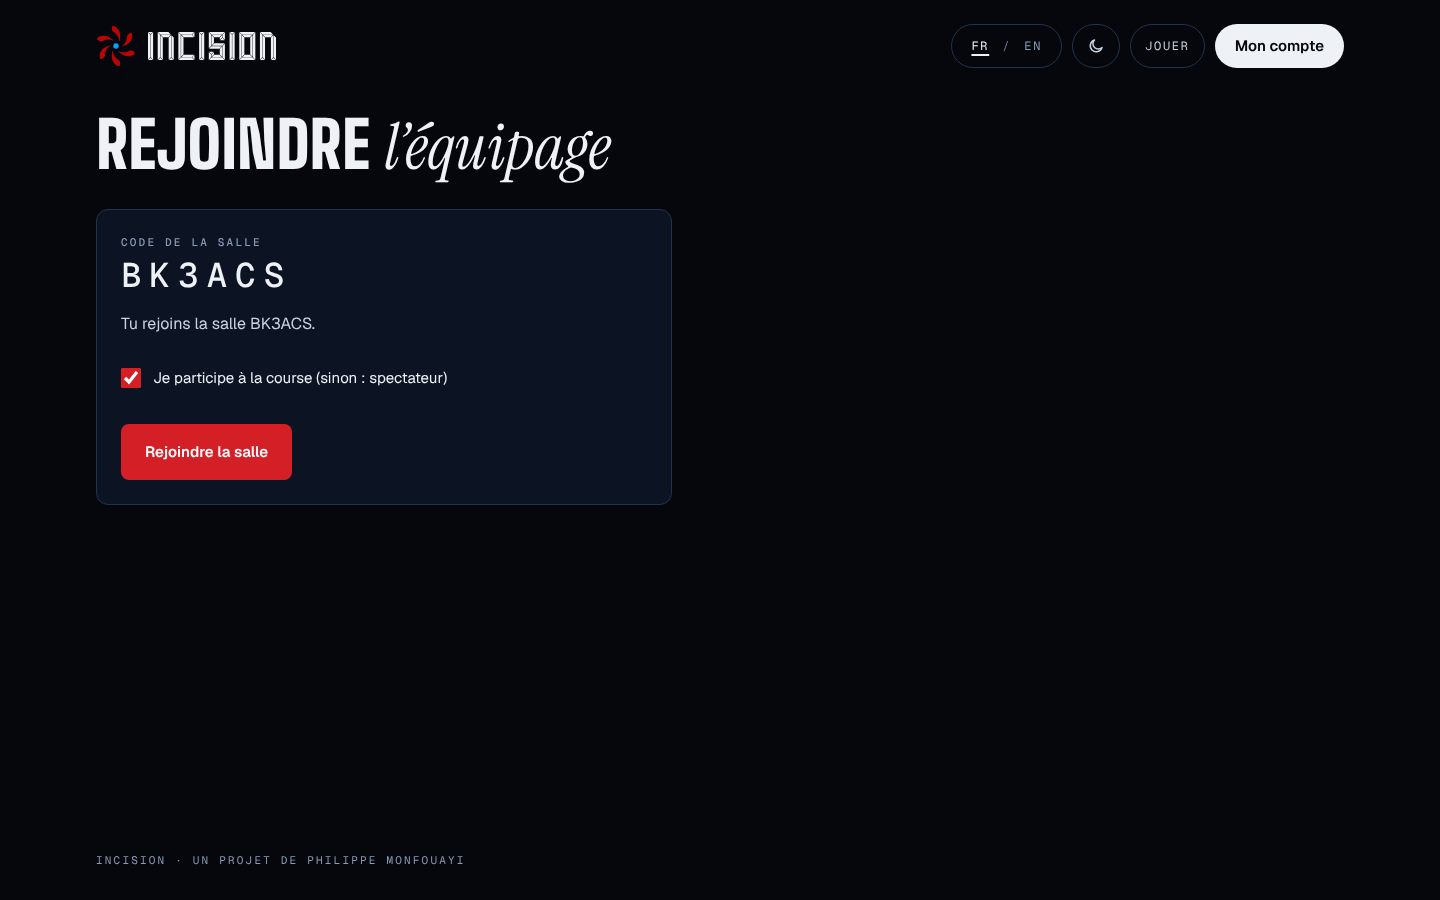 INCISION
FR / EN
JOUER
Mon compte
REJOINDRE l'équipage
CODE DE LA SALLE
BK3ACS
Tu rejoins la salle BK3ACS.
Je participe à la course (sinon : spectateur)
Rejoindre la salle
INCISION · UN PROJET DE PHILIPPE MONFOUAYI